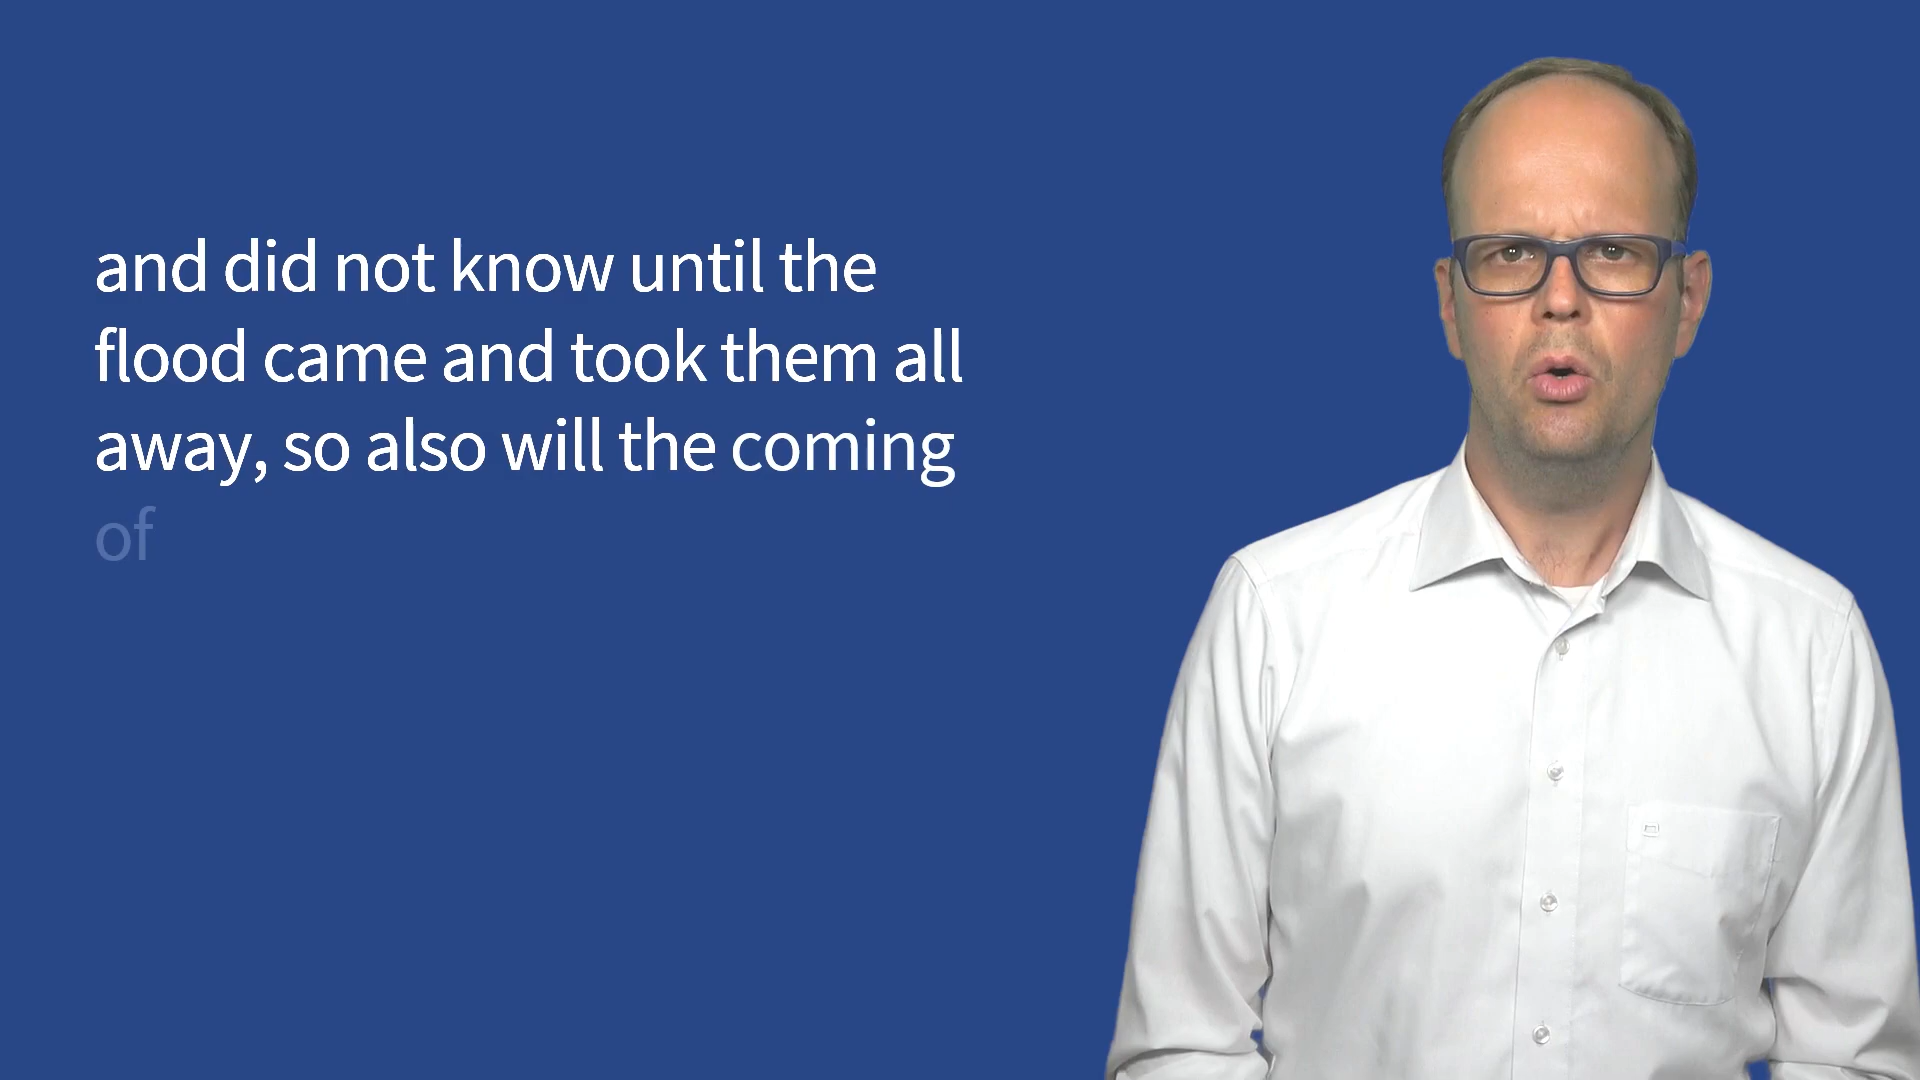 and did not know until the
flood came and took them all
away, so also will the coming
of